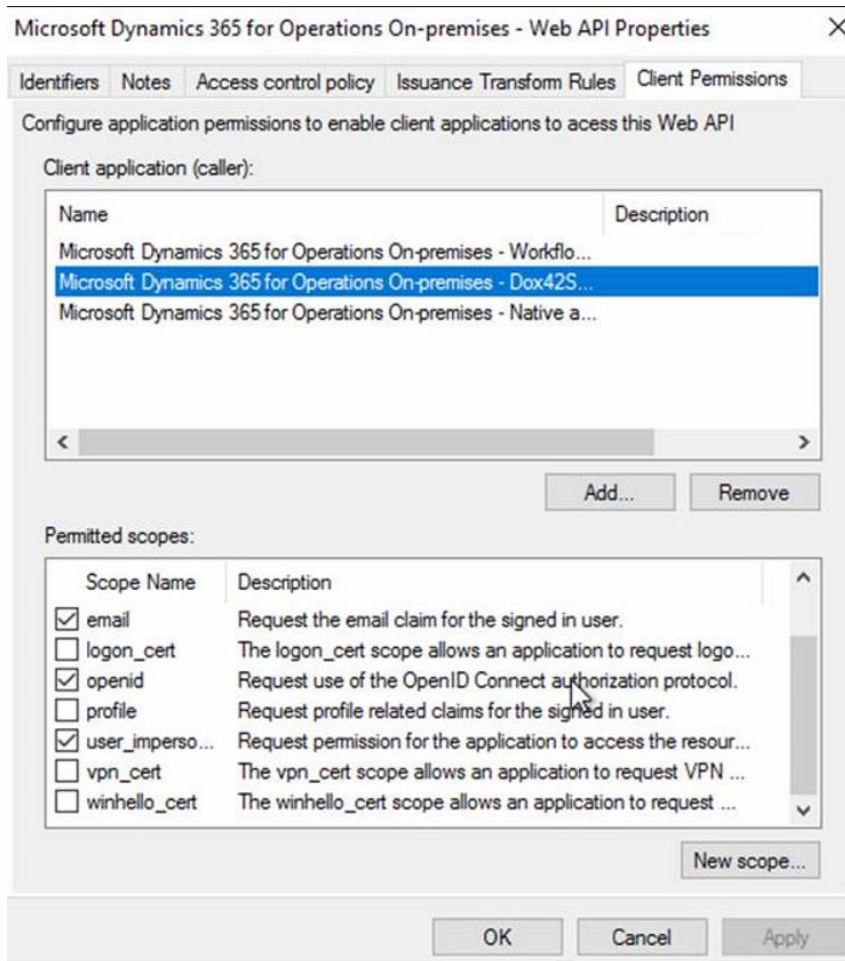 Microsoft Dynamics 365 for Operations On-premises - Web API Properties
Identifiers Notes Access control policy Issuance Transform Rules Client Permissions
Configure application permissions to enable client applications to acess this Web API
Client application (caller):
Name Description
Microsoft Dynamics 365 for Operations On-premises - Workflo...
Microsoft Dynamics 365 for Operations On-premises - Dox42S...
Microsoft Dynamics 365 for Operations On-premises - Native a...
Add... Remove
Permitted scopes:
Scope Name Description
email Request the email claim for the signed in user.
logon_cert The logon_cert scope allows an application to request logo...
openid Request use of the OpenID Connect authorization protocol.
profile Request profile related claims for the signed in user.
user_imperso... Request permission for the application to access the resour...
vpn_cert The vpn_cert scope allows an application to request VPN ...
winhello_cert The winhello_cert scope allows an application to request ...
New scope...
OK Cancel Apply